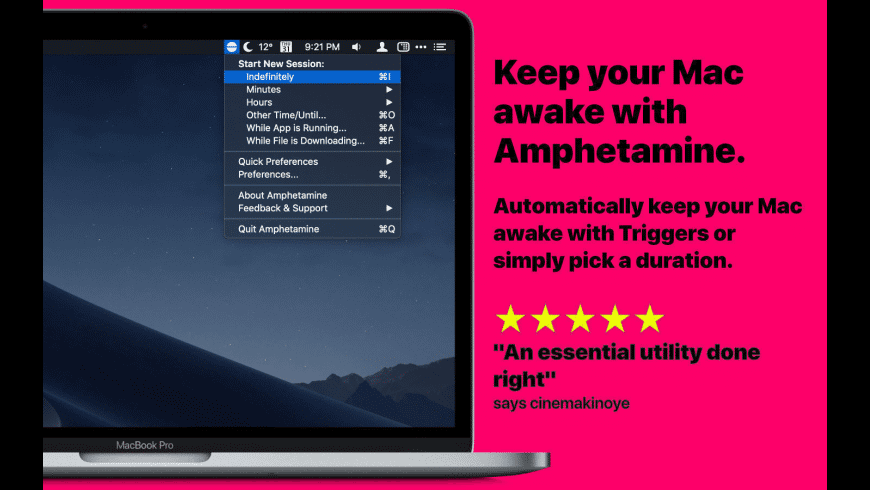 12° 31 9:21 PM
Start New Session:
Indefinitely ⌘I
Minutes ▶
Hours ▶
Other Time/Until... ⌘O
While App is Running... ⌘A
While File is Downloading... ⌘F
Quick Preferences ▶
Preferences... ⌘,
About Amphetamine
Feedback & Support ▶
Quit Amphetamine ⌘Q
MacBook Pro
Keep your Mac
awake with
Amphetamine.
Automatically keep your Mac
awake with Triggers or
simply pick a duration.
"An essential utility done
right"
says cinemakinoye